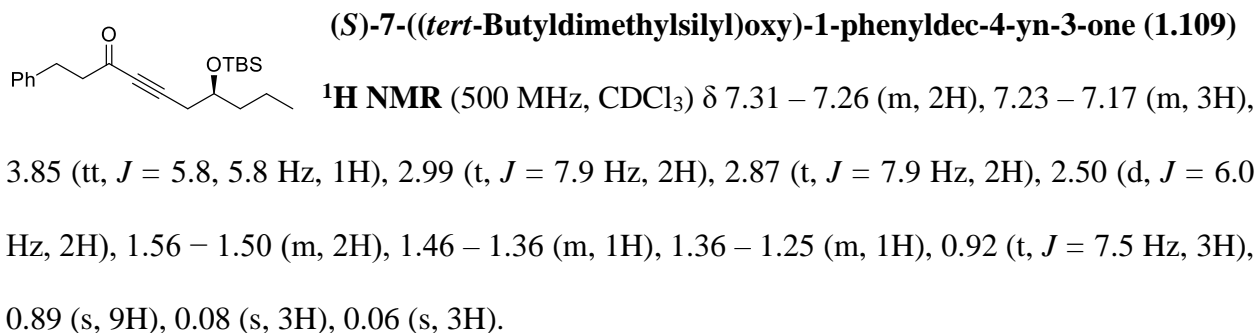 (S)-7-((tert-Butyldimethylsilyl)oxy)-1-phenyldec-4-yn-3-one (1.109)
O
OTBS
Ph
¹H NMR (500 MHz, CDCl₃) δ 7.31 – 7.26 (m, 2H), 7.23 – 7.17 (m, 3H),
3.85 (tt, J = 5.8, 5.8 Hz, 1H), 2.99 (t, J = 7.9 Hz, 2H), 2.87 (t, J = 7.9 Hz, 2H), 2.50 (d, J = 6.0
Hz, 2H), 1.56 − 1.50 (m, 2H), 1.46 – 1.36 (m, 1H), 1.36 – 1.25 (m, 1H), 0.92 (t, J = 7.5 Hz, 3H),
0.89 (s, 9H), 0.08 (s, 3H), 0.06 (s, 3H).